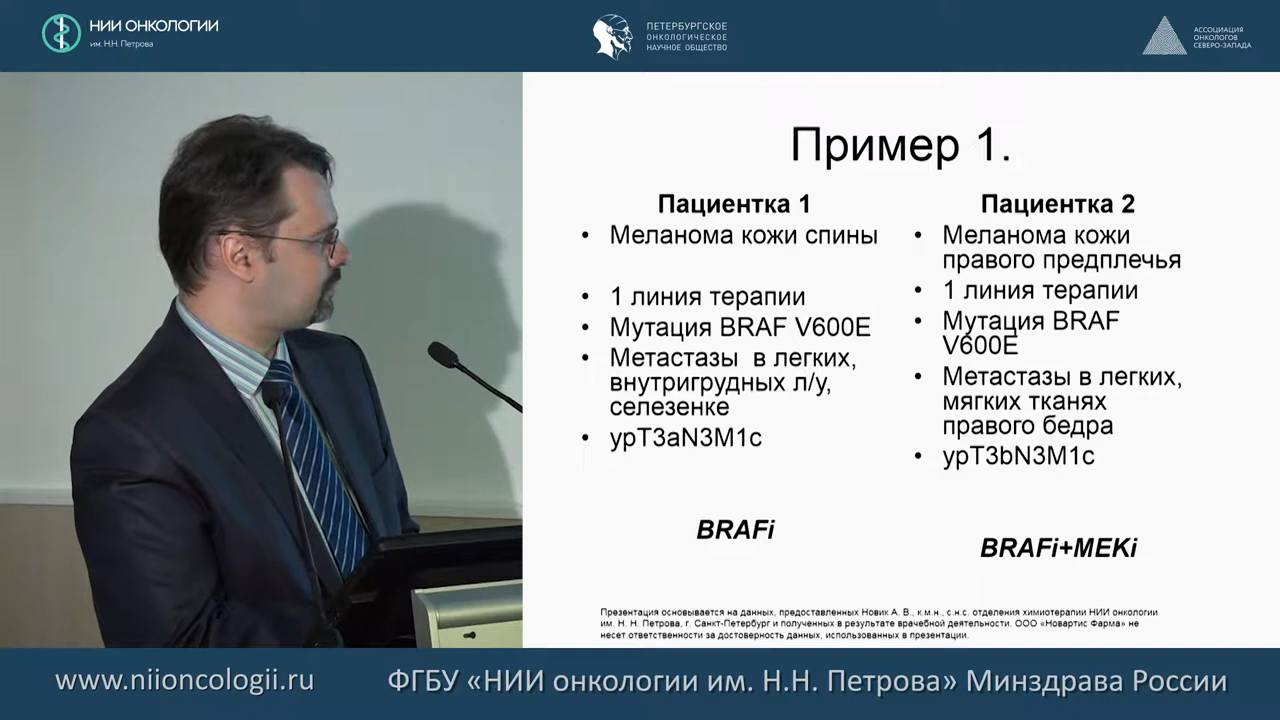 НИИ ОНКОЛОГИИ
им. Н.Н. Петрова
ПЕТЕРБУРГСКОЕ
ОНКОЛОГИЧЕСКОЕ
НАУЧНОЕ ОБЩЕСТВО
АССОЦИАЦИЯ
ОНКОЛОГОВ
СЕВЕРО-ЗАПАДА
Пример 1.
Пациентка 1
• Меланома кожи спины
• 1 линия терапии
• Мутация BRAF V600E
• Метастазы в легких,
внутригрудных л/у,
селезенке
• ypT3aN3M1c
BRAFi
Пациентка 2
• Меланома кожи
правого предплечья
• 1 линия терапии
• Мутация BRAF
V600E
• Метастазы в легких,
мягких тканях
правого бедра
• ypT3bN3M1c
BRAFi+MEKi
Презентация основывается на данных, предоставленных Новик А. В., к.м.н., с.н.с. отделения химиотерапии НИИ онкологии
им. Н. Н. Петрова, г. Санкт-Петербург и полученных в результате врачебной деятельности. ООО «Новартис Фарма» не
несет ответственности за достоверность данных, использованных в презентации.
www.niioncologii.ru
ФГБУ «НИИ онкологии им. Н.Н. Петрова» Минздрава России